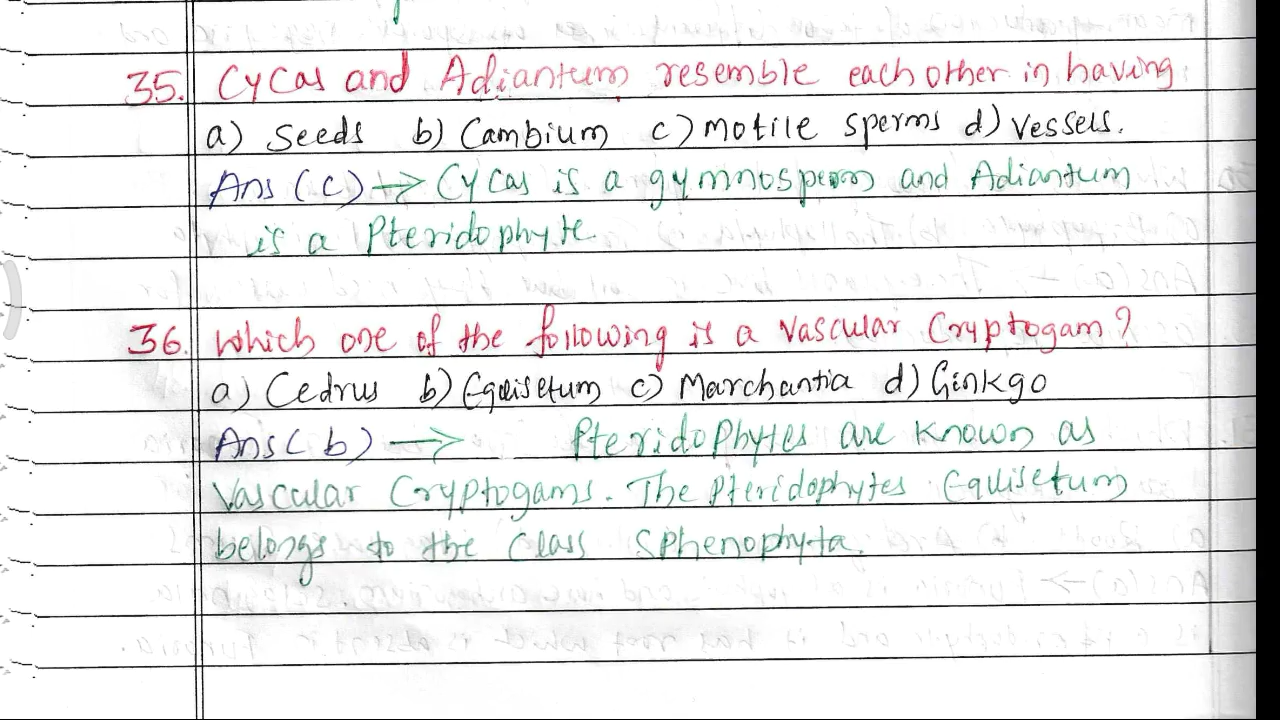 35. Cycas and Adiantum resemble each other in having
a) seeds b) Cambium c) motile sperms d) vessels.
Ans (c) → Cycas is a gymnosperm and Adiantum
is a Pteridophyte.
36. Which one of the following is a vascular Cryptogam?
a) Cedrus b) Equisetum c) Marchantia d) Ginkgo
Ans (b) → Pteridophytes are known as
Vascular Cryptogams. The Pteridophytes Equisetum
belongs to the class Sphenophyta.